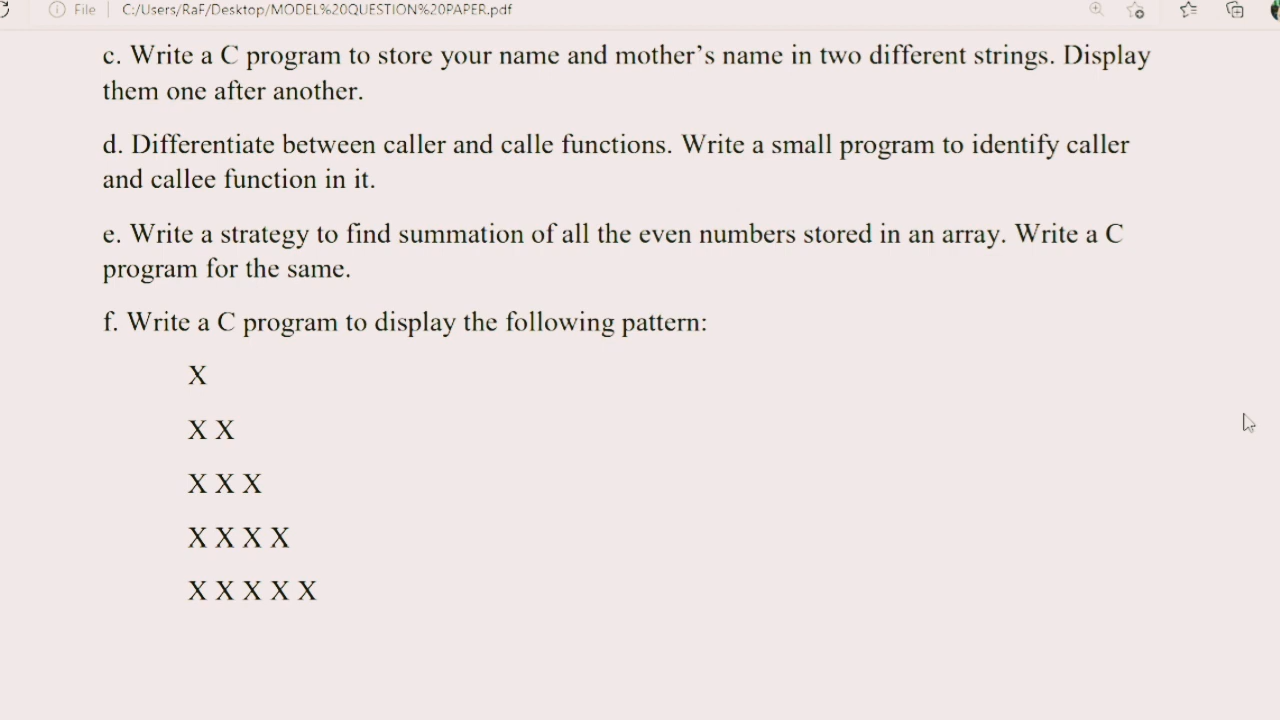 File C:/Users/RaF/Desktop/MODEL%20QUESTION%20PAPER.pdf
c. Write a C program to store your name and mother’s name in two different strings. Display
them one after another.
d. Differentiate between caller and calle functions. Write a small program to identify caller
and callee function in it.
e. Write a strategy to find summation of all the even numbers stored in an array. Write a C
program for the same.
f. Write a C program to display the following pattern:
X
X X
X X X
X X X X
X X X X X